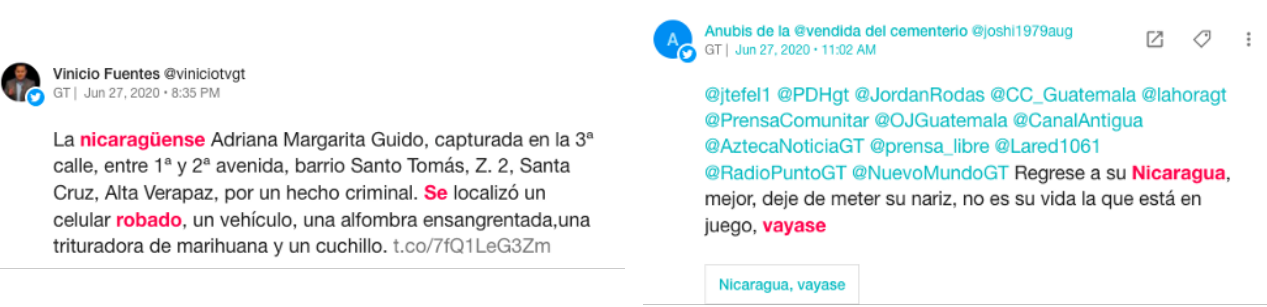 Vinicio Fuentes @viniciotvgt
GT | Jun 27, 2020 • 8:35 PM
La nicaragüense Adriana Margarita Guido, capturada en la 3ª
calle, entre 1ª y 2ª avenida, barrio Santo Tomás, Z. 2, Santa
Cruz, Alta Verapaz, por un hecho criminal. Se localizó un
celular robado, un vehículo, una alfombra ensangrentada,una
trituradora de marihuana y un cuchillo. t.co/7fQ1LeG3Zm
A
Anubis de la @vendida del cementerio @joshi1979aug
GT | Jun 27, 2020 • 11:02 AM
@jtefel1 @PDHgt @JordanRodas @CC_Guatemala @lahoragt
@PrensaComunitar @OJGuatemala @CanalAntigua
@AztecaNoticiaGT @prensa_libre @Lared1061
@RadioPuntoGT @NuevoMundoGT Regrese a su Nicaragua,
mejor, deje de meter su nariz, no es su vida la que está en
juego, vayase
Nicaragua, vayase